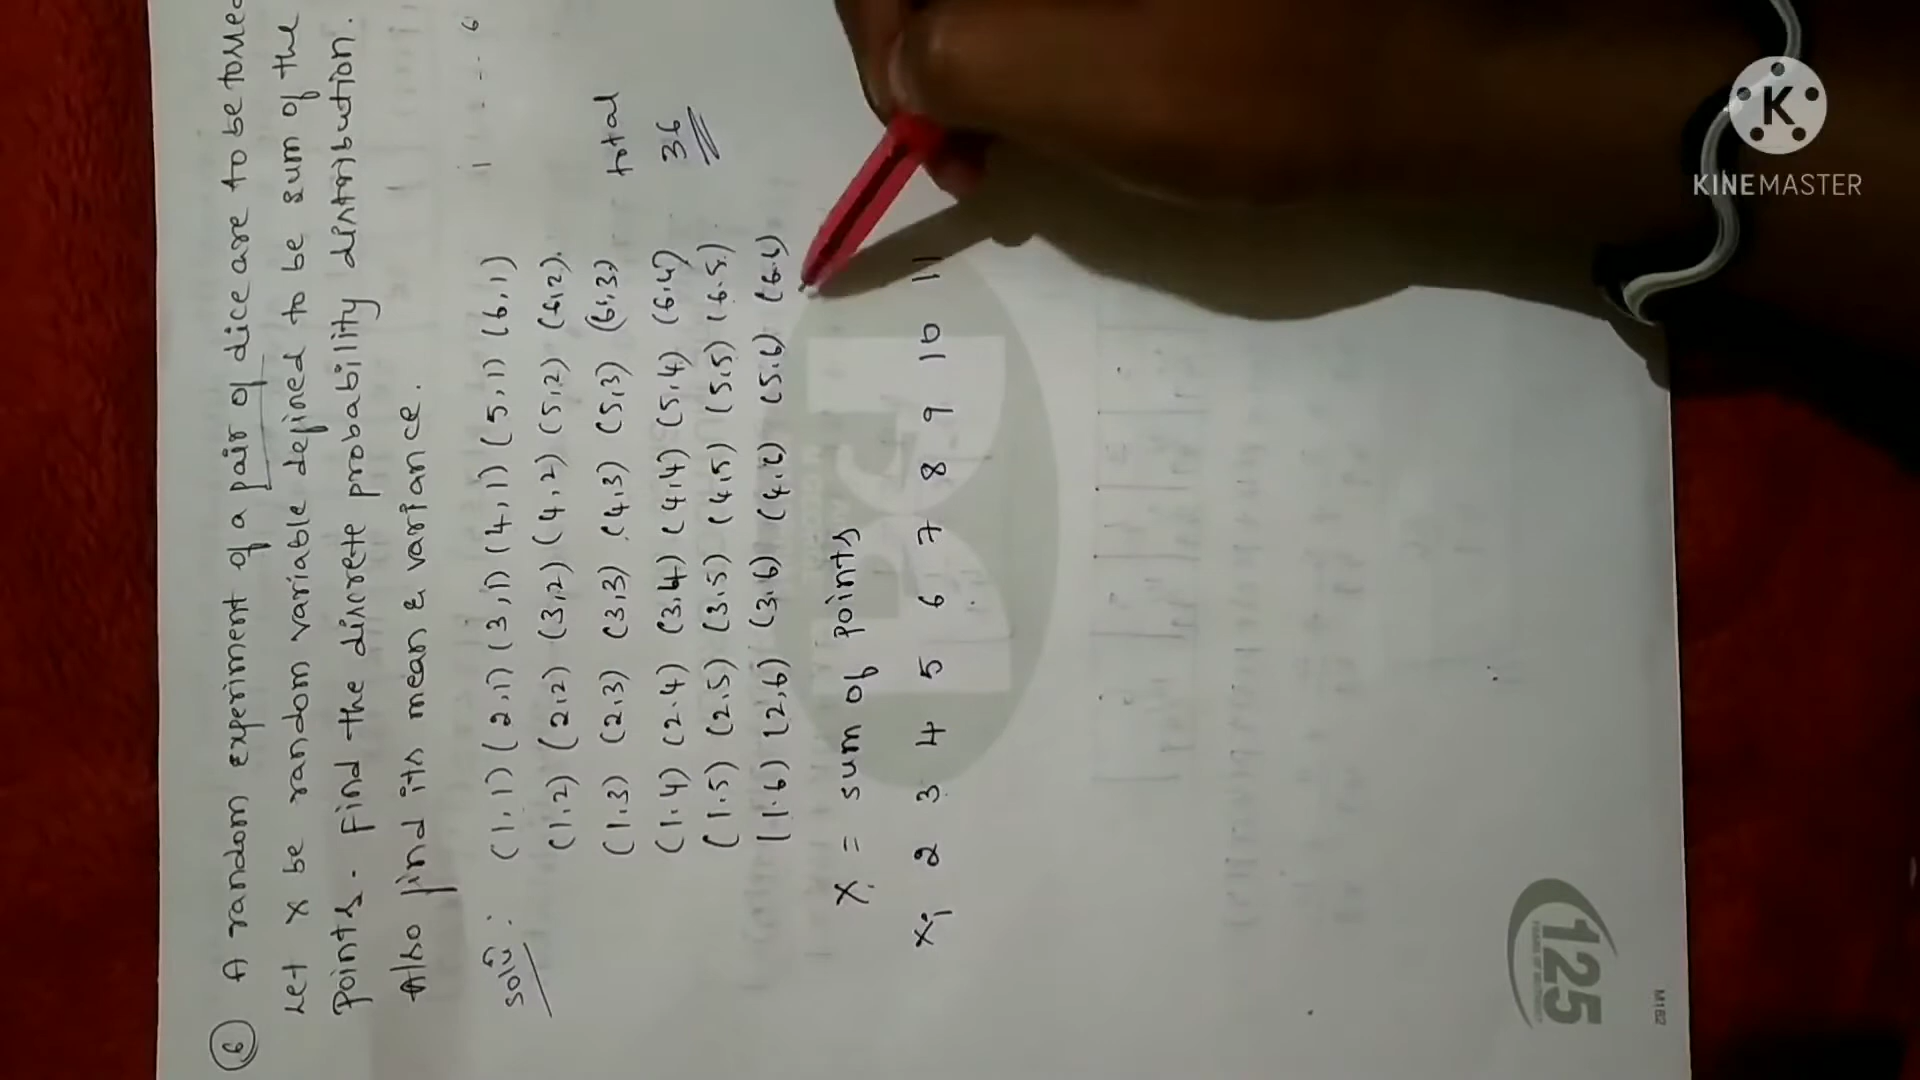 6 A random experiment of a pair of dice are to be
Let x be random variable defined to be sum of the
points. Find the discrete probability distribution.
Also find its mean & variance.
soln: (1,1) (2,1) (3,1) (4,1) (5,1) (6,1) 1 - - - 6
(1,2) (2,2) (3,2) (4,2) (5,2) (6,2).
(1,3) (2,3) (3,3) (4,3) (5,3) (6,3) total
(1.4) (2.4) (3,4) (4,4) (5,4) (6,4) 36
(1.5) (2.5) (3.5) (4,5) (5,5) (6.5)
(1.6) (2,6) (3.6) (4,6) (5,6) (6,6)
X = sum of points
xi 2 3 4 5 6 7 8 9 10 11
125
M162
KINEMASTER